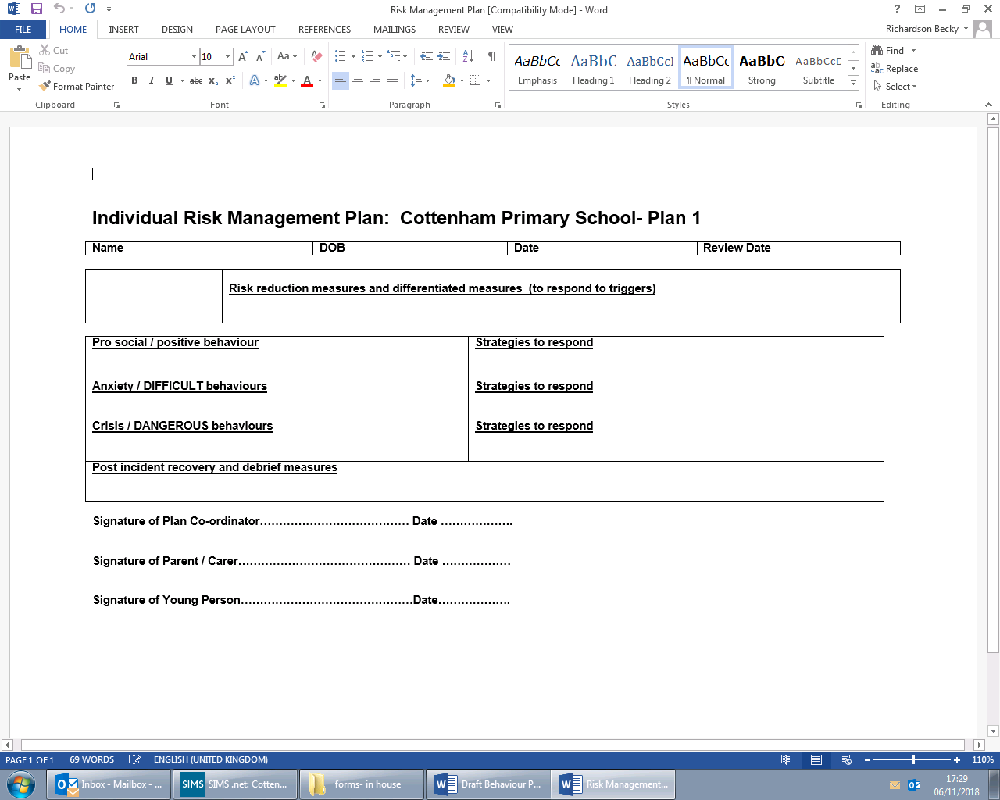 Risk Management Plan [Compatibility Mode] - Word
FILE HOME INSERT DESIGN PAGE LAYOUT REFERENCES MAILINGS REVIEW VIEW
Richardson Becky
Paste
Cut
Copy
Format Painter
Arial 10
Aa
B I U abc x₂ x²
AaBbCc AaBbC AaBbCcI AaBbCc AaBbC AaBbCcD
Emphasis Heading 1 Heading 2 ¶ Normal Strong Subtitle
Find
Replace
Select
Clipboard Font Paragraph Styles Editing
Individual Risk Management Plan: Cottenham Primary School- Plan 1
Name DOB Date Review Date
Risk reduction measures and differentiated measures (to respond to triggers)
Pro social / positive behaviour Strategies to respond
Anxiety / DIFFICULT behaviours Strategies to respond
Crisis / DANGEROUS behaviours Strategies to respond
Post incident recovery and debrief measures
Signature of Plan Co-ordinator………………………………… Date ……………….
Signature of Parent / Carer……………………………………… Date ………………
Signature of Young Person………………………………………Date……………….
PAGE 1 OF 1 69 WORDS ENGLISH (UNITED KINGDOM) 110%
Inbox - Mailbox - ... SIMS SIMS .net: Cotten... forms- in house Draft Behaviour P... Risk Management...
17:29
06/11/2018